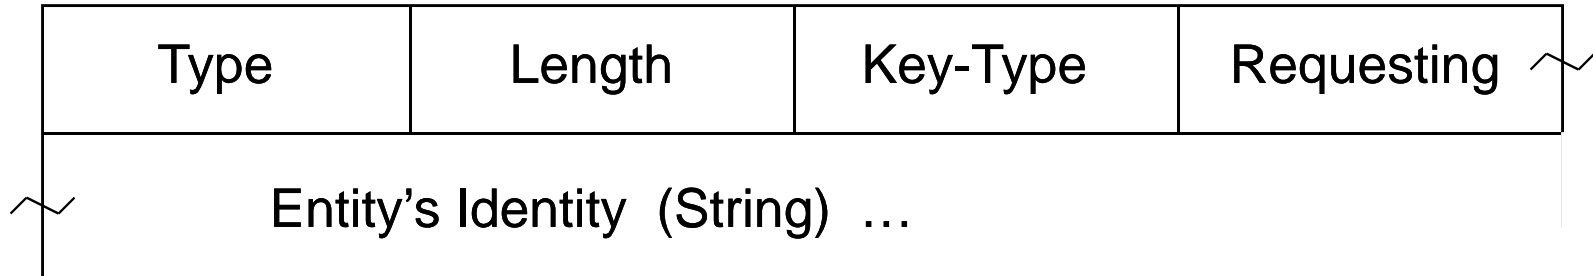 Type Length Key-Type Requesting
Entity’s Identity (String) …